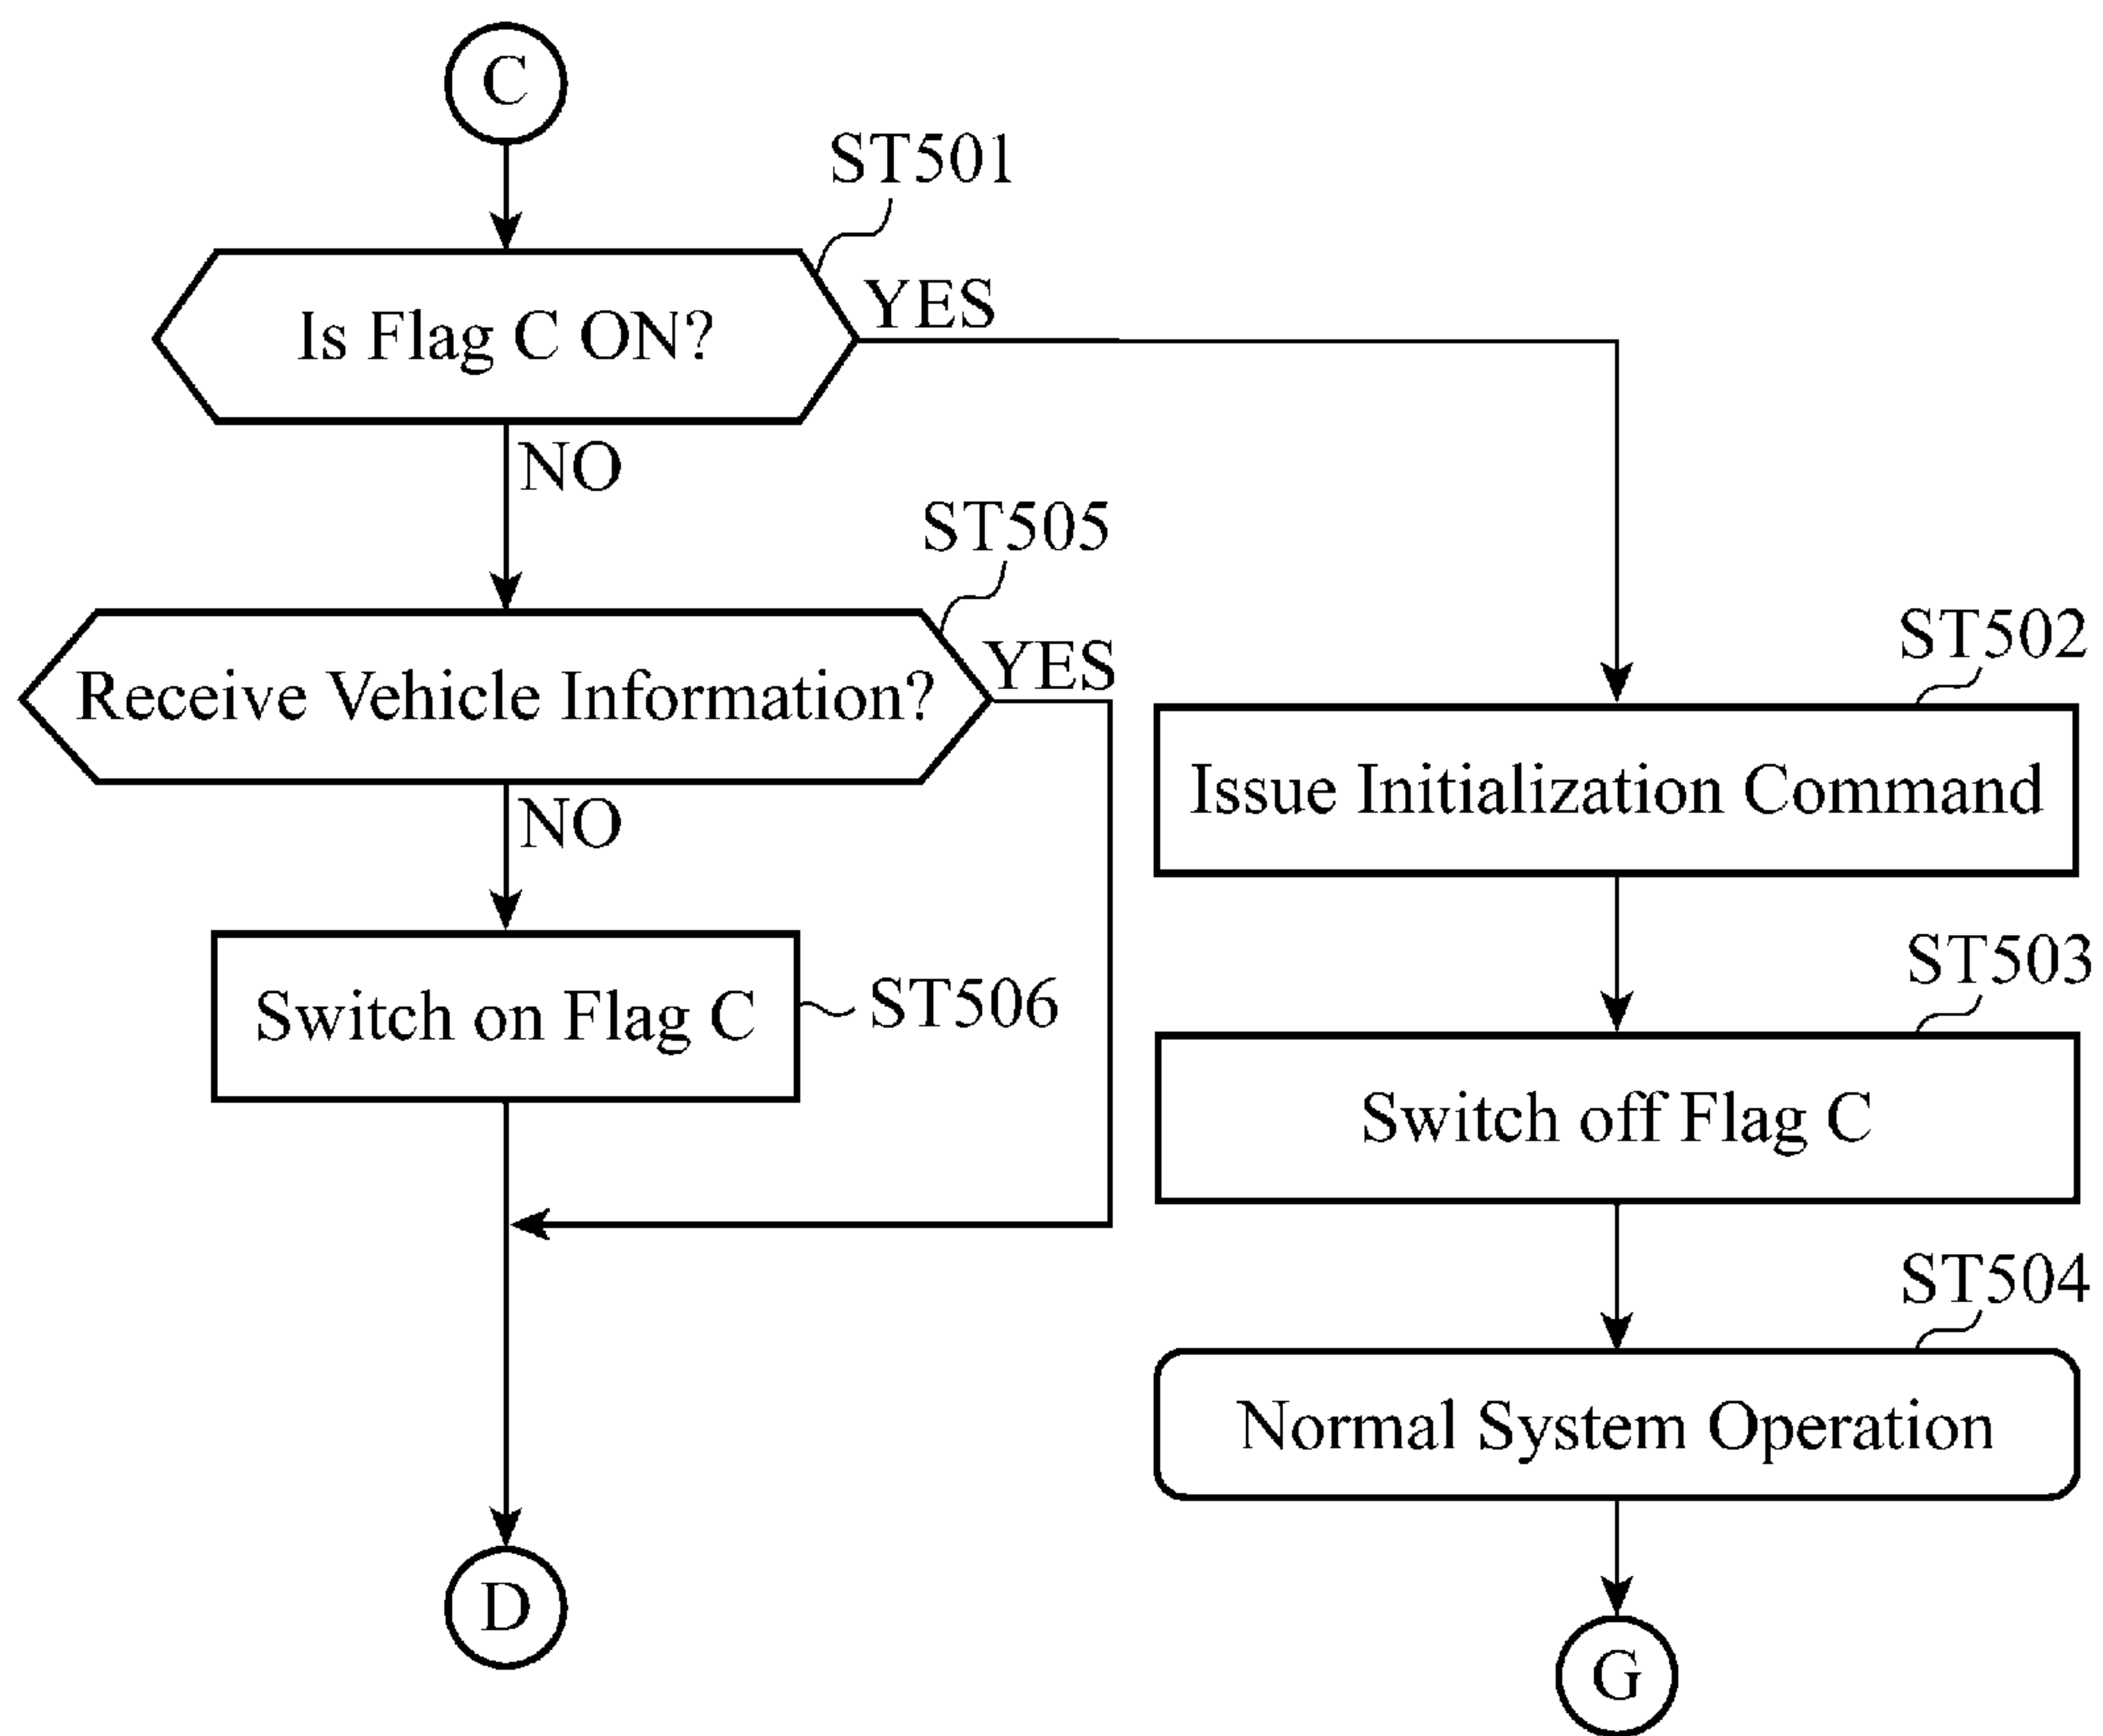 C
ST501
Is Flag C ON?
YES
NO
ST505
Receive Vehicle Information?
YES
NO
Switch on Flag C
ST506
D
ST502
Issue Initialization Command
ST503
Switch off Flag C
ST504
Normal System Operation
G